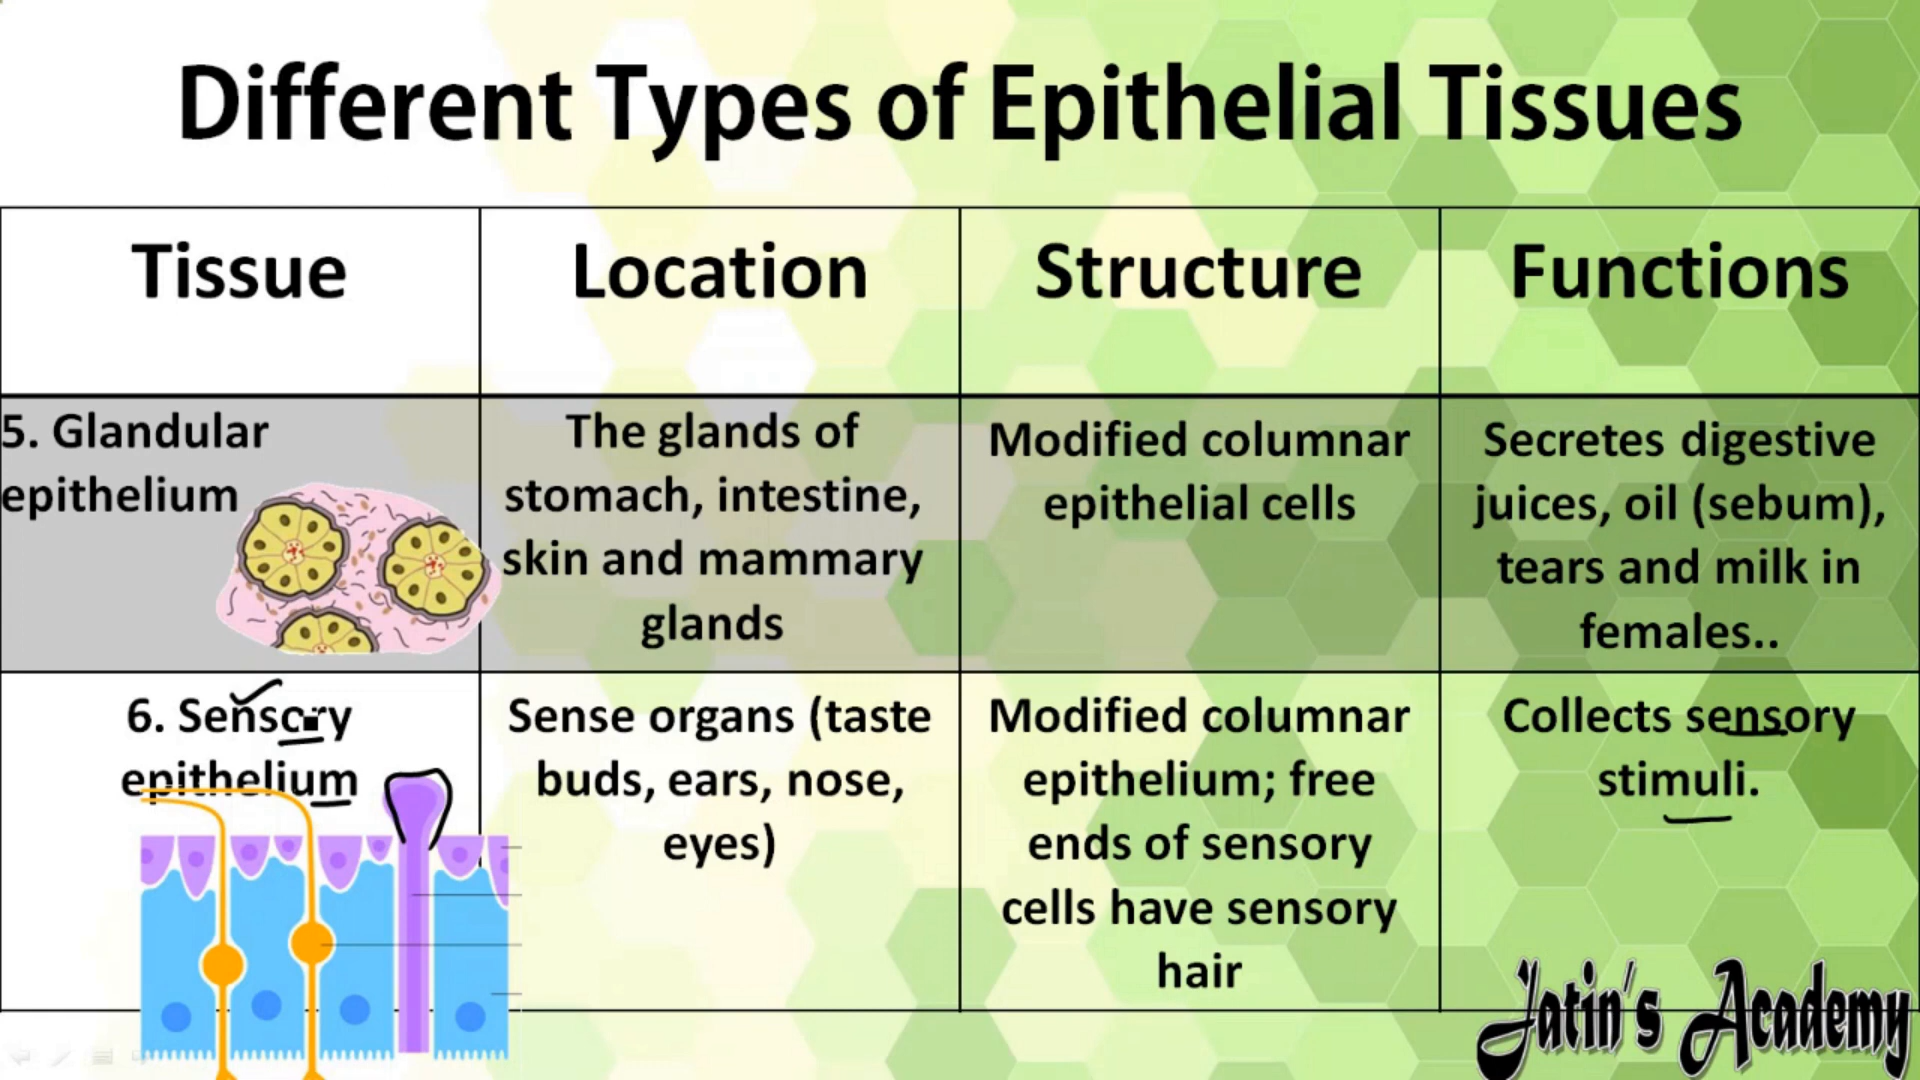 Different Types of Epithelial Tissues
Tissue
Location
Structure
Functions
5. Glandular
epithelium
The glands of
stomach, intestine,
skin and mammary
glands
Modified columnar
epithelial cells
Secretes digestive
juices, oil (sebum),
tears and milk in
females..
6. Sensory
epithelium
Sense organs (taste
buds, ears, nose,
eyes)
Modified columnar
epithelium; free
ends of sensory
cells have sensory
hair
Collects sensory
stimuli.
Jatin's Academy